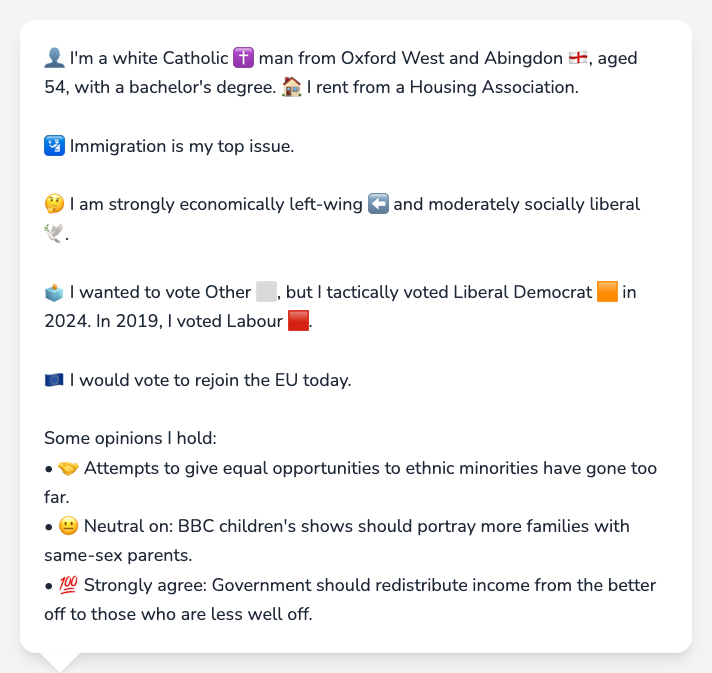 👤 I'm a white Catholic ✝️ man from Oxford West and Abingdon 🏴󠁧󠁢󠁥󠁮󠁧󠁿, aged
54, with a bachelor's degree. 🏠 I rent from a Housing Association.
🛂 Immigration is my top issue.
🤔 I am strongly economically left-wing ⬅️ and moderately socially liberal
🕊️.
🗳️ I wanted to vote Other ⬜, but I tactically voted Liberal Democrat 🟧 in
2024. In 2019, I voted Labour 🟥.
🇪🇺 I would vote to rejoin the EU today.
Some opinions I hold:
• 🤝 Attempts to give equal opportunities to ethnic minorities have gone too
far.
• 😐 Neutral on: BBC children's shows should portray more families with
same-sex parents.
• 💯 Strongly agree: Government should redistribute income from the better
off to those who are less well off.